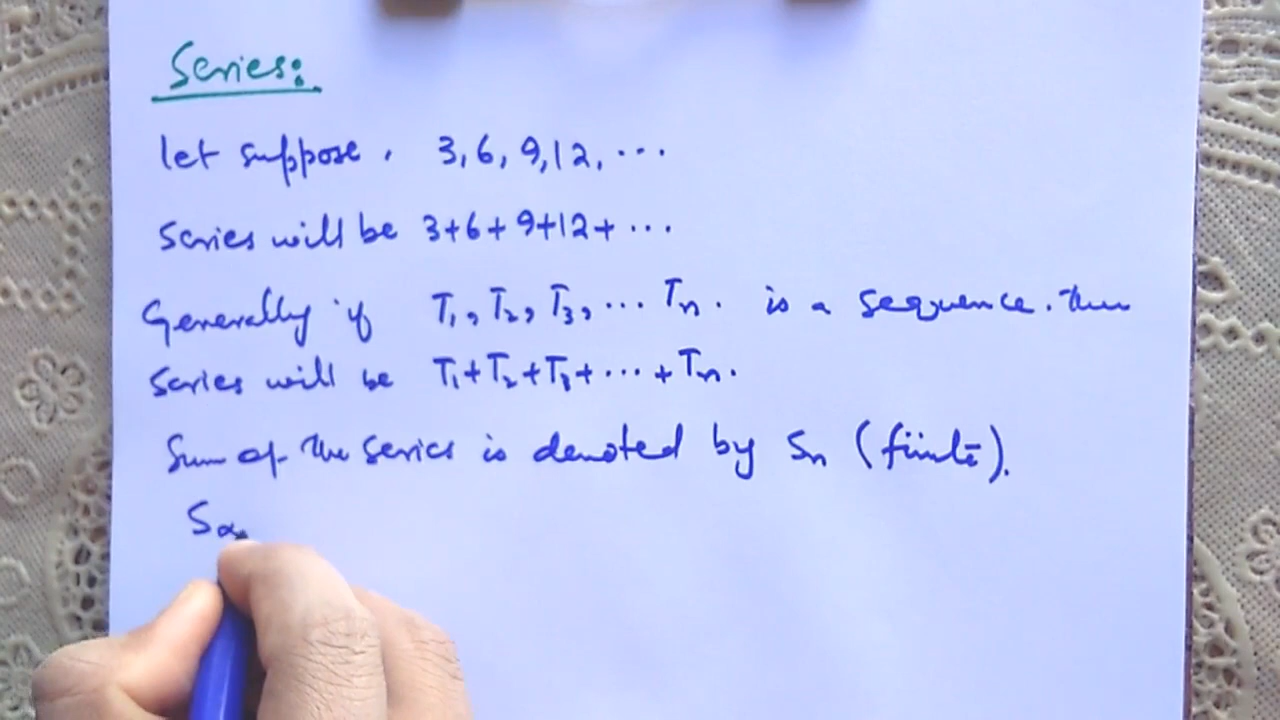 Series:
let suppose, 3, 6, 9, 12, ...
Series will be 3+6+9+12+ ...
Generally if T₁, T₂, T₃, ... Tn. is a sequence. then
series will be T₁+T₂+T₃+ ... +Tn.
Sum of the series is denoted by Sn (finite).
S∝